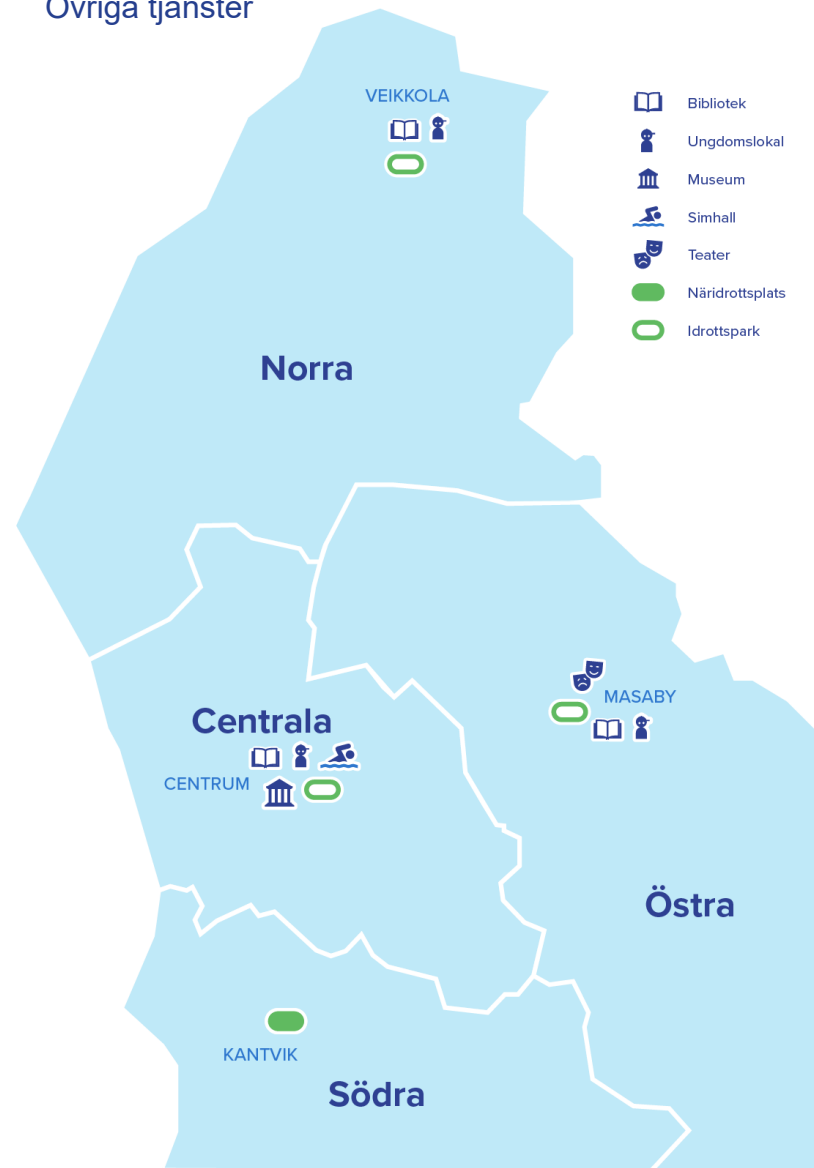 Övriga tjänster
VEIKKOLA
Bibliotek
Ungdomslokal
Museum
Simhall
Teater
Näridrottsplats
Idrottspark
Norra
MASABY
Centrala
CENTRUM
Östra
KANTVIK
Södra